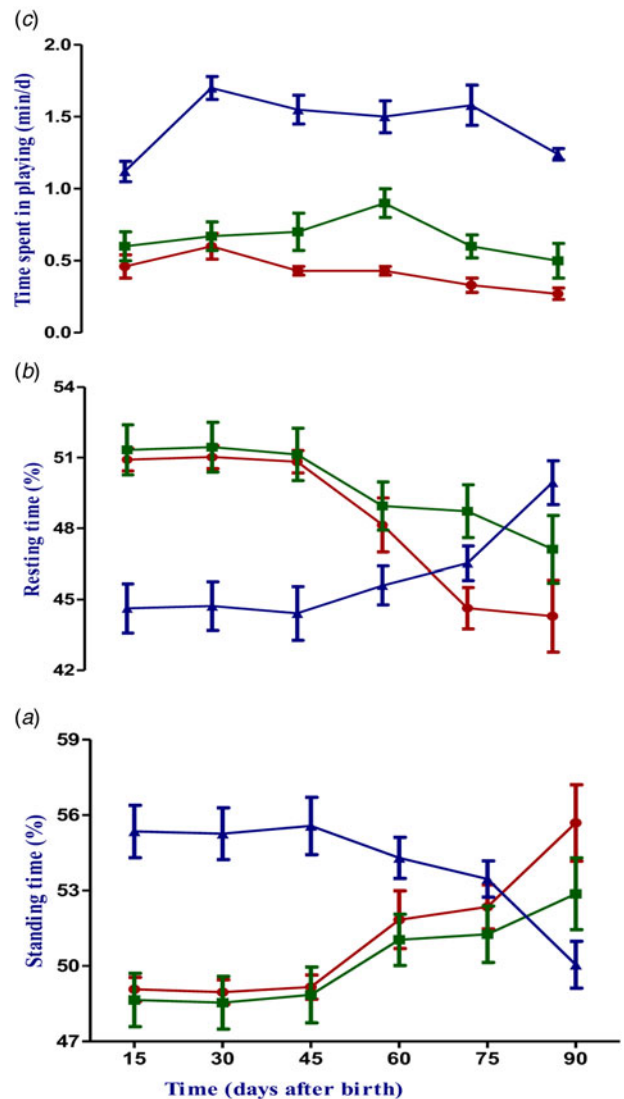 (c)
Time spent in playing (min/d)
2.0
1.5
1.0
0.5
0.0
(b)
Resting time (%)
54
51
48
45
42
(a)
Standing time (%)
59
56
53
50
47
15 30 45 60 75 90
Time (days after birth)